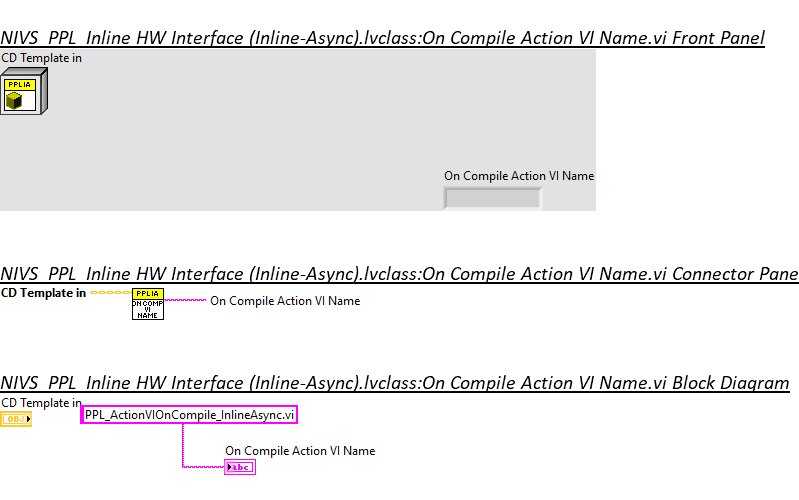 NIVS PPL Inline HW Interface (Inline-Async).lvclass:On Compile Action VI Name.vi Front Panel
CD Template in
PPLIA
On Compile Action VI Name
NIVS PPL Inline HW Interface (Inline-Async).lvclass:On Compile Action VI Name.vi Connector Pane
CD Template in
PPLIA
ON COMP
VI
NAME
On Compile Action VI Name
NIVS PPL Inline HW Interface (Inline-Async).lvclass:On Compile Action VI Name.vi Block Diagram
CD Template in
OBJ
PPL_ActionVIOnCompile_InlineAsync.vi
On Compile Action VI Name
abc